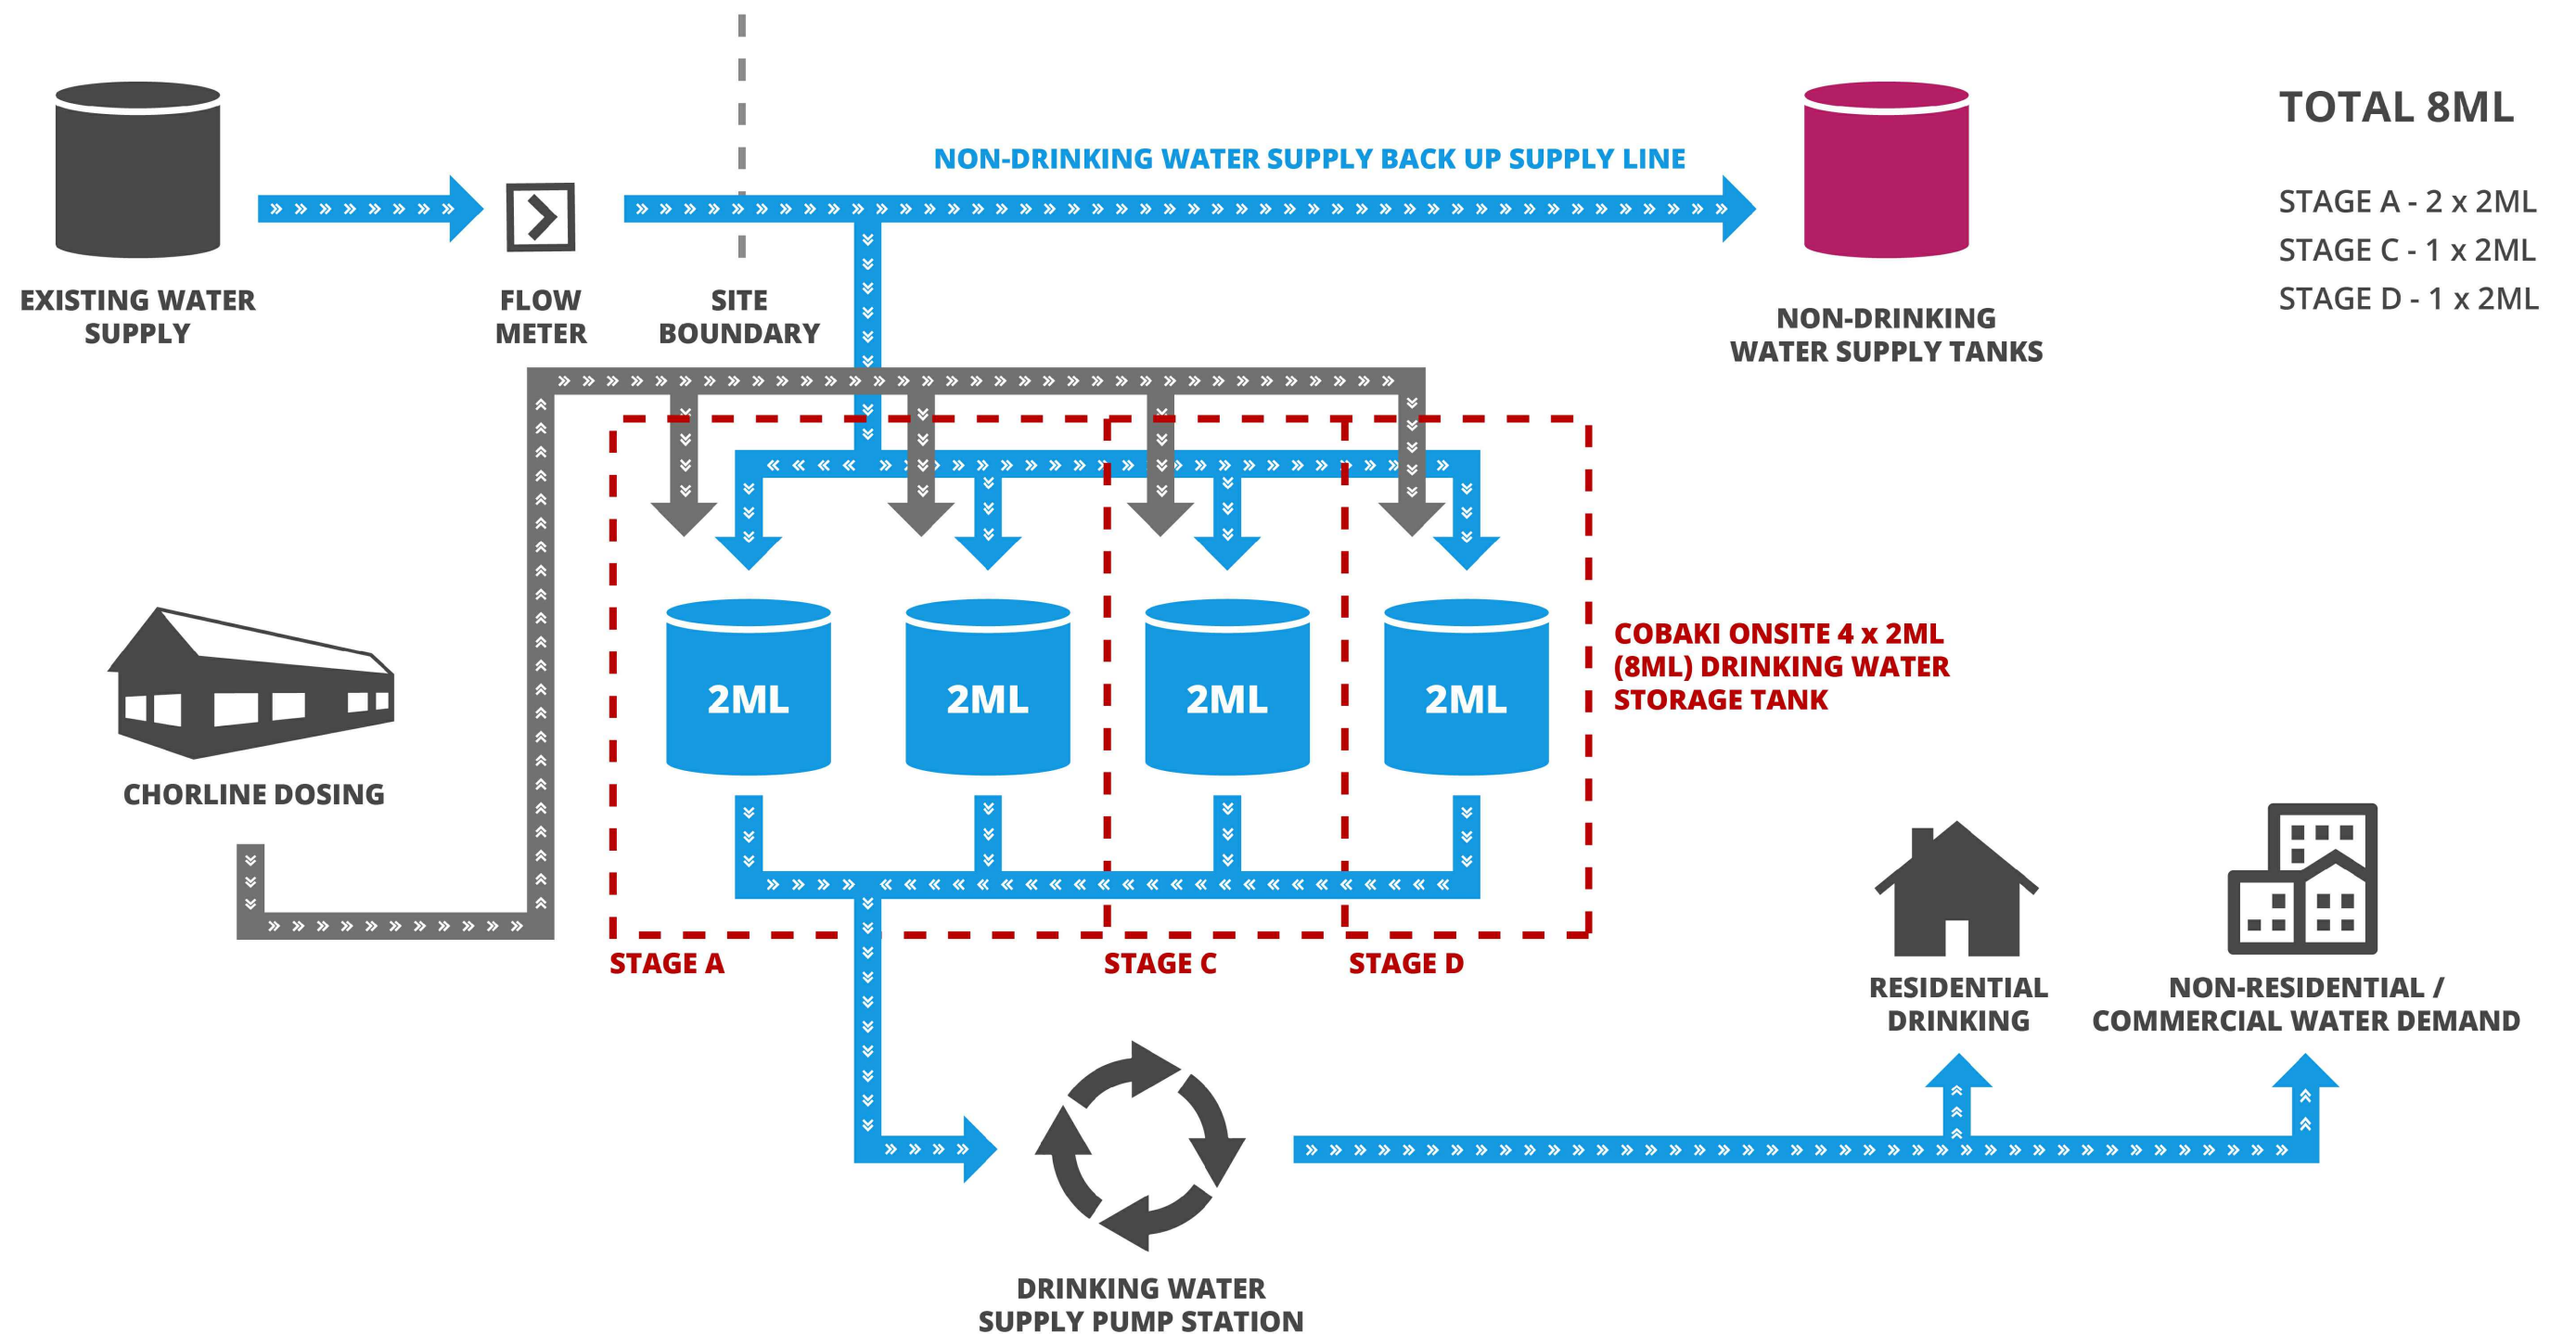 NON-DRINKING WATER SUPPLY BACK UP SUPPLY LINE
TOTAL 8ML
STAGE A - 2 x 2ML
STAGE C - 1 x 2ML
STAGE D - 1 x 2ML
EXISTING WATER
SUPPLY
FLOW
METER
SITE
BOUNDARY
NON-DRINKING
WATER SUPPLY TANKS
CHORLINE DOSING
2ML
2ML
2ML
2ML
COBAKI ONSITE 4 x 2ML
(8ML) DRINKING WATER
STORAGE TANK
STAGE A
STAGE C
STAGE D
RESIDENTIAL
DRINKING
NON-RESIDENTIAL /
COMMERCIAL WATER DEMAND
DRINKING WATER
SUPPLY PUMP STATION